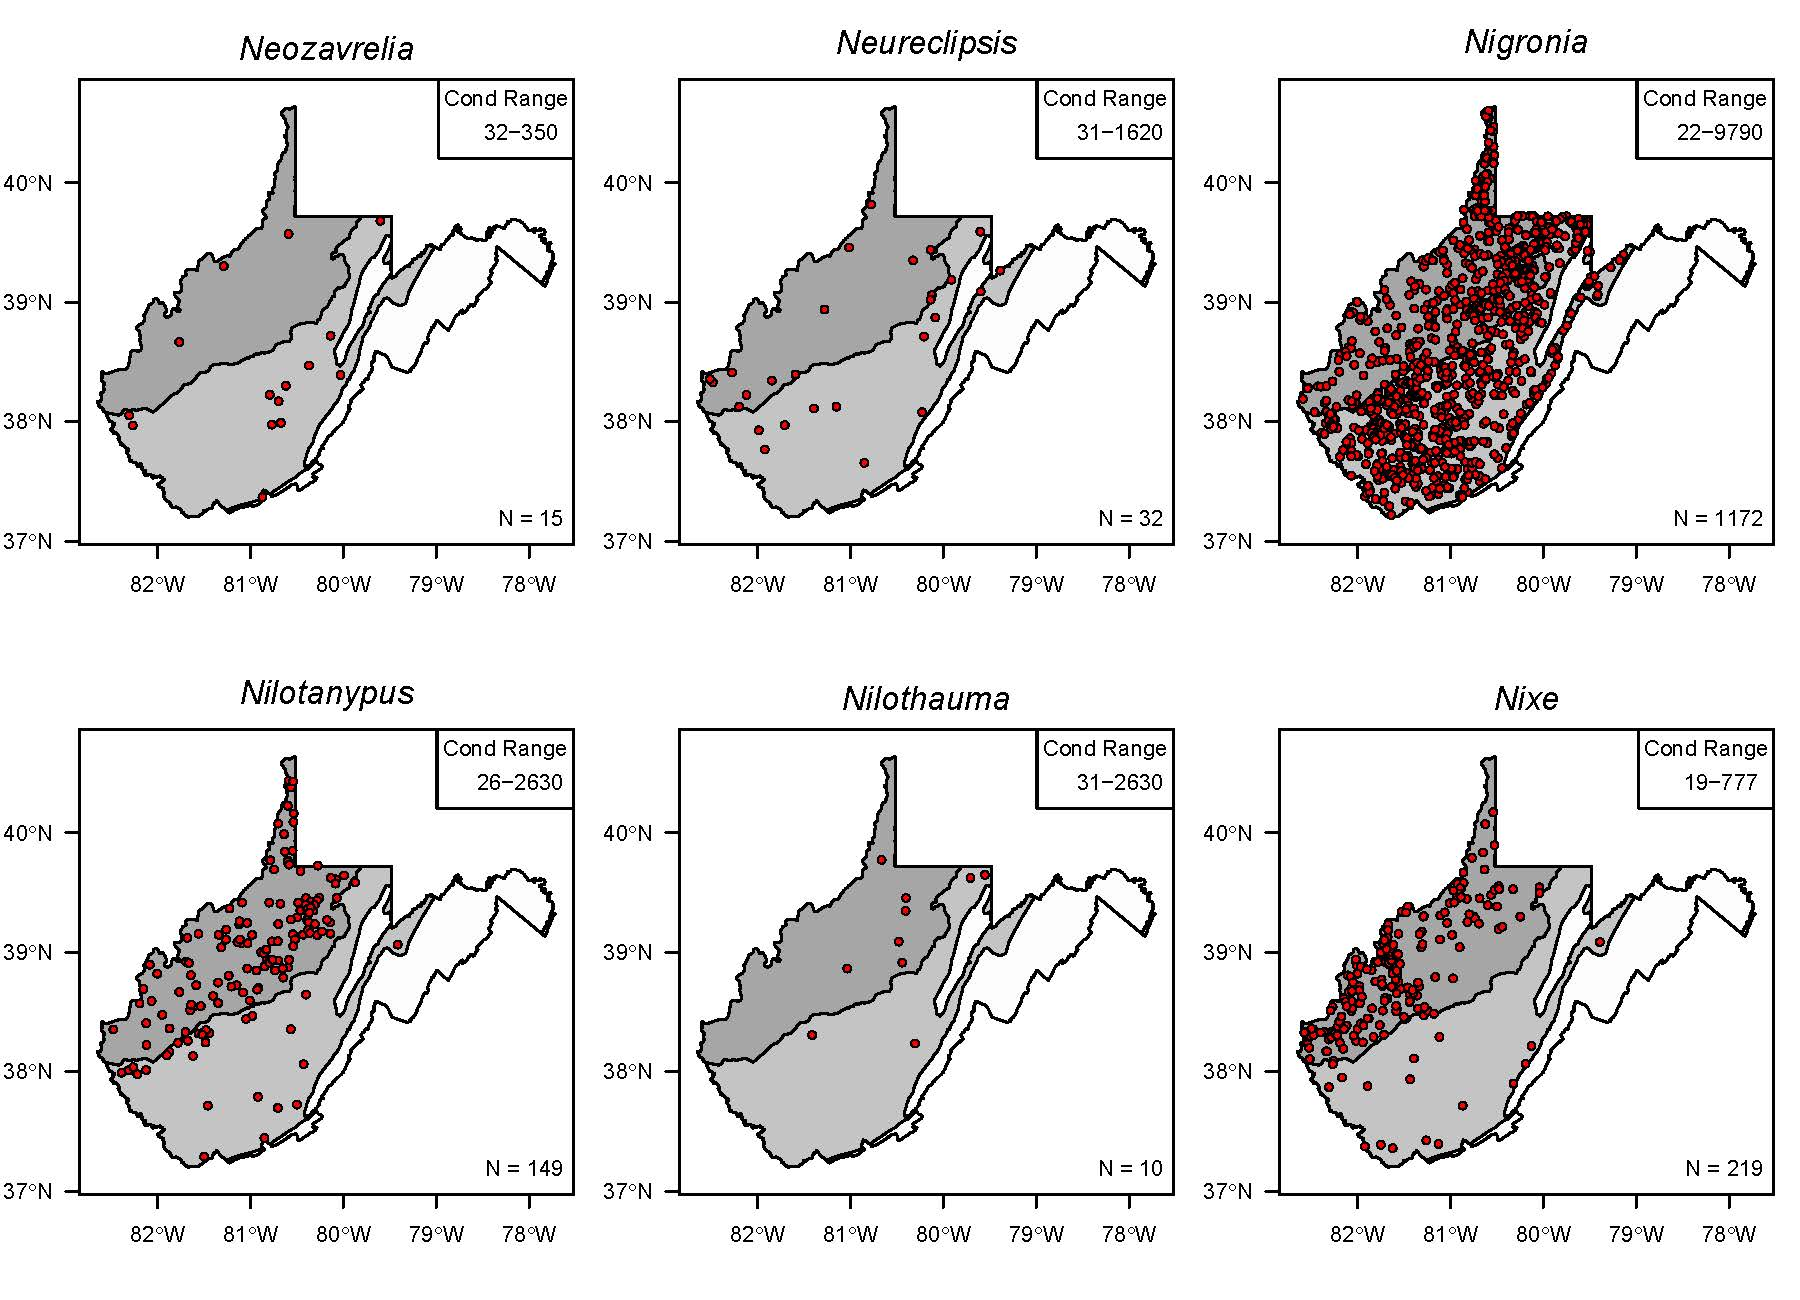 Neozavrelia
Cond Range
32−350
40°N
39°N
38°N
37°N
N = 15
82°W 81°W 80°W 79°W 78°W
Neureclipsis
Cond Range
31−1620
40°N
39°N
38°N
37°N
N = 32
82°W 81°W 80°W 79°W 78°W
Nigronia
Cond Range
22−9790
40°N
39°N
38°N
37°N
N = 1172
82°W 81°W 80°W 79°W 78°W
Nilotanypus
Cond Range
26−2630
40°N
39°N
38°N
37°N
N = 149
82°W 81°W 80°W 79°W 78°W
Nilothauma
Cond Range
31−2630
40°N
39°N
38°N
37°N
N = 10
82°W 81°W 80°W 79°W 78°W
Nixe
Cond Range
19−777
40°N
39°N
38°N
37°N
N = 219
82°W 81°W 80°W 79°W 78°W